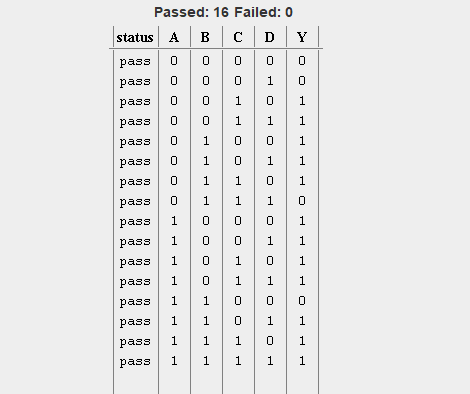 Passed: 16 Failed: 0
status A B C D Y
pass 0 0 0 0 0
pass 0 0 0 1 0
pass 0 0 1 0 1
pass 0 0 1 1 1
pass 0 1 0 0 1
pass 0 1 0 1 1
pass 0 1 1 0 1
pass 0 1 1 1 0
pass 1 0 0 0 1
pass 1 0 0 1 1
pass 1 0 1 0 1
pass 1 0 1 1 1
pass 1 1 0 0 0
pass 1 1 0 1 1
pass 1 1 1 0 1
pass 1 1 1 1 1